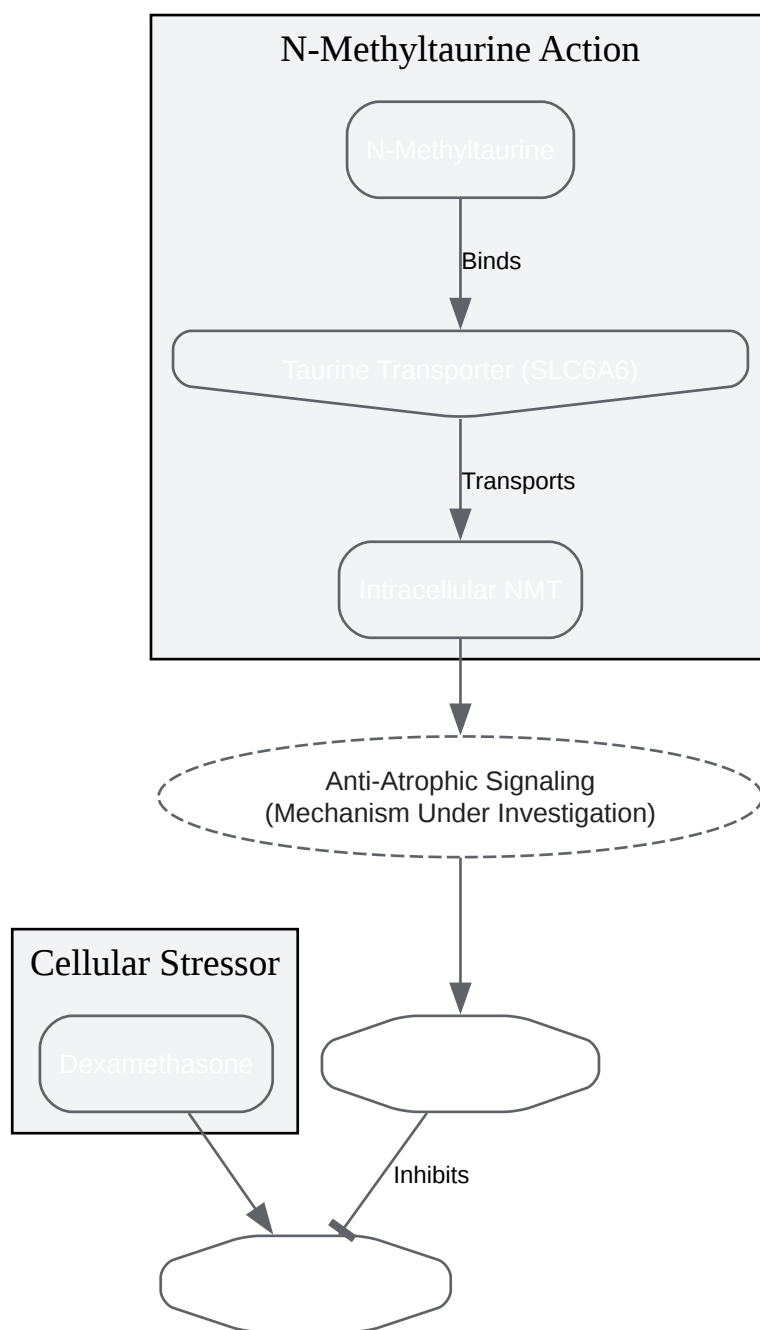 N-Methyltaurine Action
N-Methyltaurine
Binds
Taurine Transporter (SLC6A6)
Transports
Intracellular NMT
Anti-Atrophic Signaling
(Mechanism Under Investigation)
Cellular Stressor
Dexamethasone
Inhibits